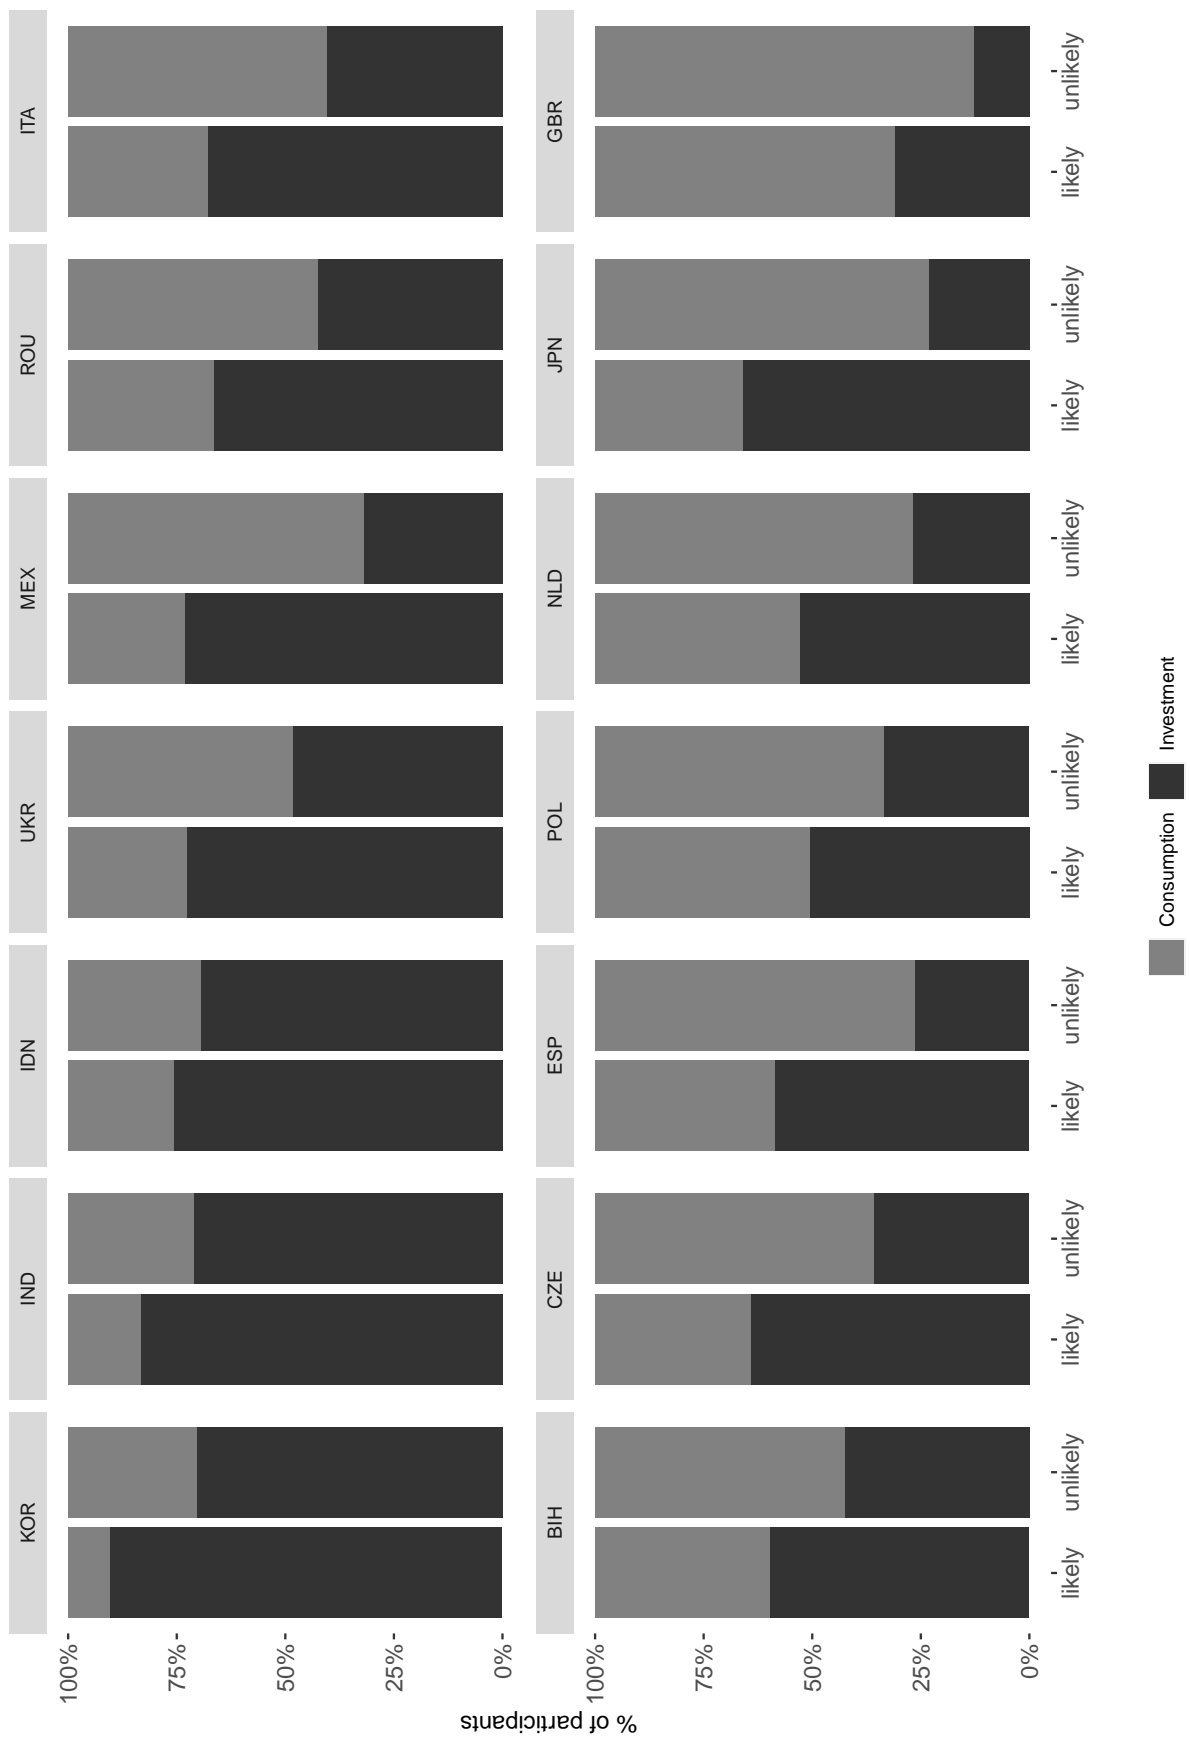 KOR
IND
IDN
UKR
MEX
ROU
ITA
100%
75%
50%
25%
0%
BIH
CZE
ESP
POL
NLD
JPN
GBR
100%
75%
50%
25%
0%
likely unlikely
likely unlikely
likely unlikely
likely unlikely
likely unlikely
likely unlikely
likely unlikely
% of participants
Consumption Investment